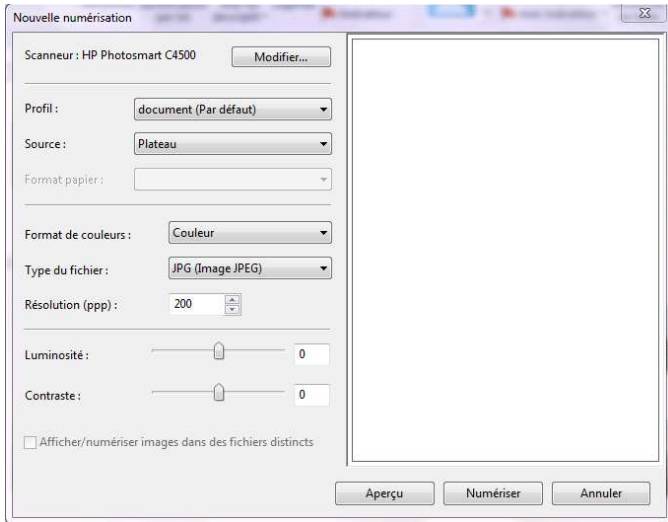 Nouvelle numérisation
Scanneur : HP Photosmart C4500 Modifier...
Profil : document (Par défaut)
Source : Plateau
Format papier :
Format de couleurs : Couleur
Type du fichier : JPG (Image JPEG)
Résolution (ppp) : 200
Luminosité : 0
Contraste : 0
Afficher/numériser images dans des fichiers distincts
Aperçu Numériser Annuler